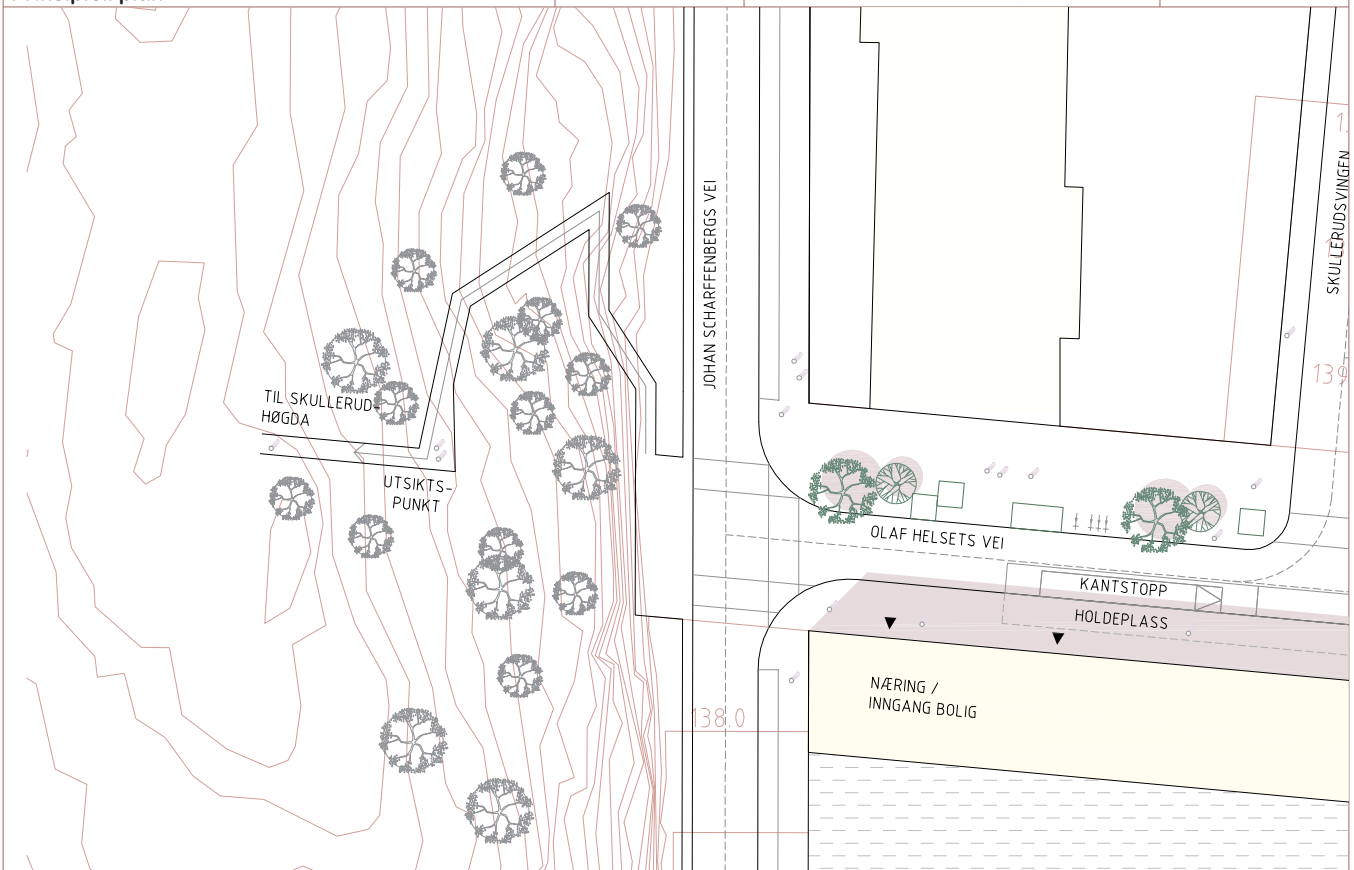 JOHAN SCHARFFENBERGS VEI
SKULLERUDSVINGEN
139
TIL SKULLERUD-
HØGDA
UTSIKTS-
PUNKT
OLAF HELSETS VEI
KANTSTOPP
HOLDEPLASS
NÆRING /
INNGANG BOLIG
138.0